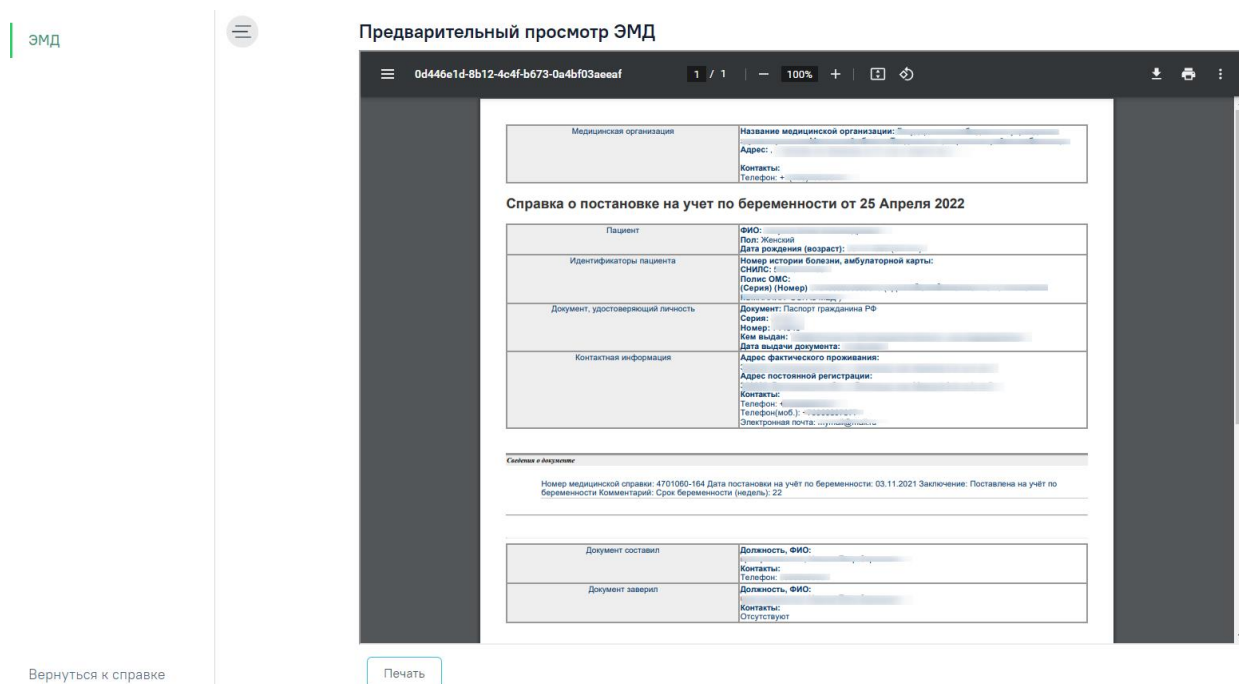 ЭМД
Предварительный просмотр ЭМД
0d446e1d-8b12-4c4f-b673-0a4bf03aeeaf
1 / 1
100%
Медицинская организация
Название медицинской организации:
Адрес: ,
Контакты:
Телефон: +
Справка о постановке на учет по беременности от 25 Апреля 2022
Пациент
ФИО:
Пол: Женский
Дата рождения (возраст):
Идентификаторы пациента
Номер истории болезни, амбулаторной карты:
СНИЛС:
Полис ОМС:
(Серия) (Номер)
Документ, удостоверяющий личность
Документ: Паспорт гражданина РФ
Серия:
Номер:
Кем выдан:
Дата выдачи документа:
Контактная информация
Адрес фактического проживания:
Адрес постоянной регистрации:
Контакты:
Телефон:
Телефон(моб.):
Электронная почта:
Сведения о документе
Номер медицинской справки: 4701060-164 Дата постановки на учёт по беременности: 03.11.2021 Заключение: Поставлена на учёт по
беременности Комментарий: Срок беременности (недель): 22
Документ составил
Должность, ФИО:
Контакты:
Телефон:
Документ заверил
Должность, ФИО:
Контакты:
Отсутствуют
Вернуться к справке
Печать